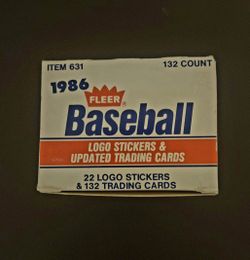 ITEM 631 132 COUNT
1986
FLEER
Baseball
LOGO STICKERS &
UPDATED TRADING CARDS
22 LOGO STICKERS
& 132 TRADING CARDS